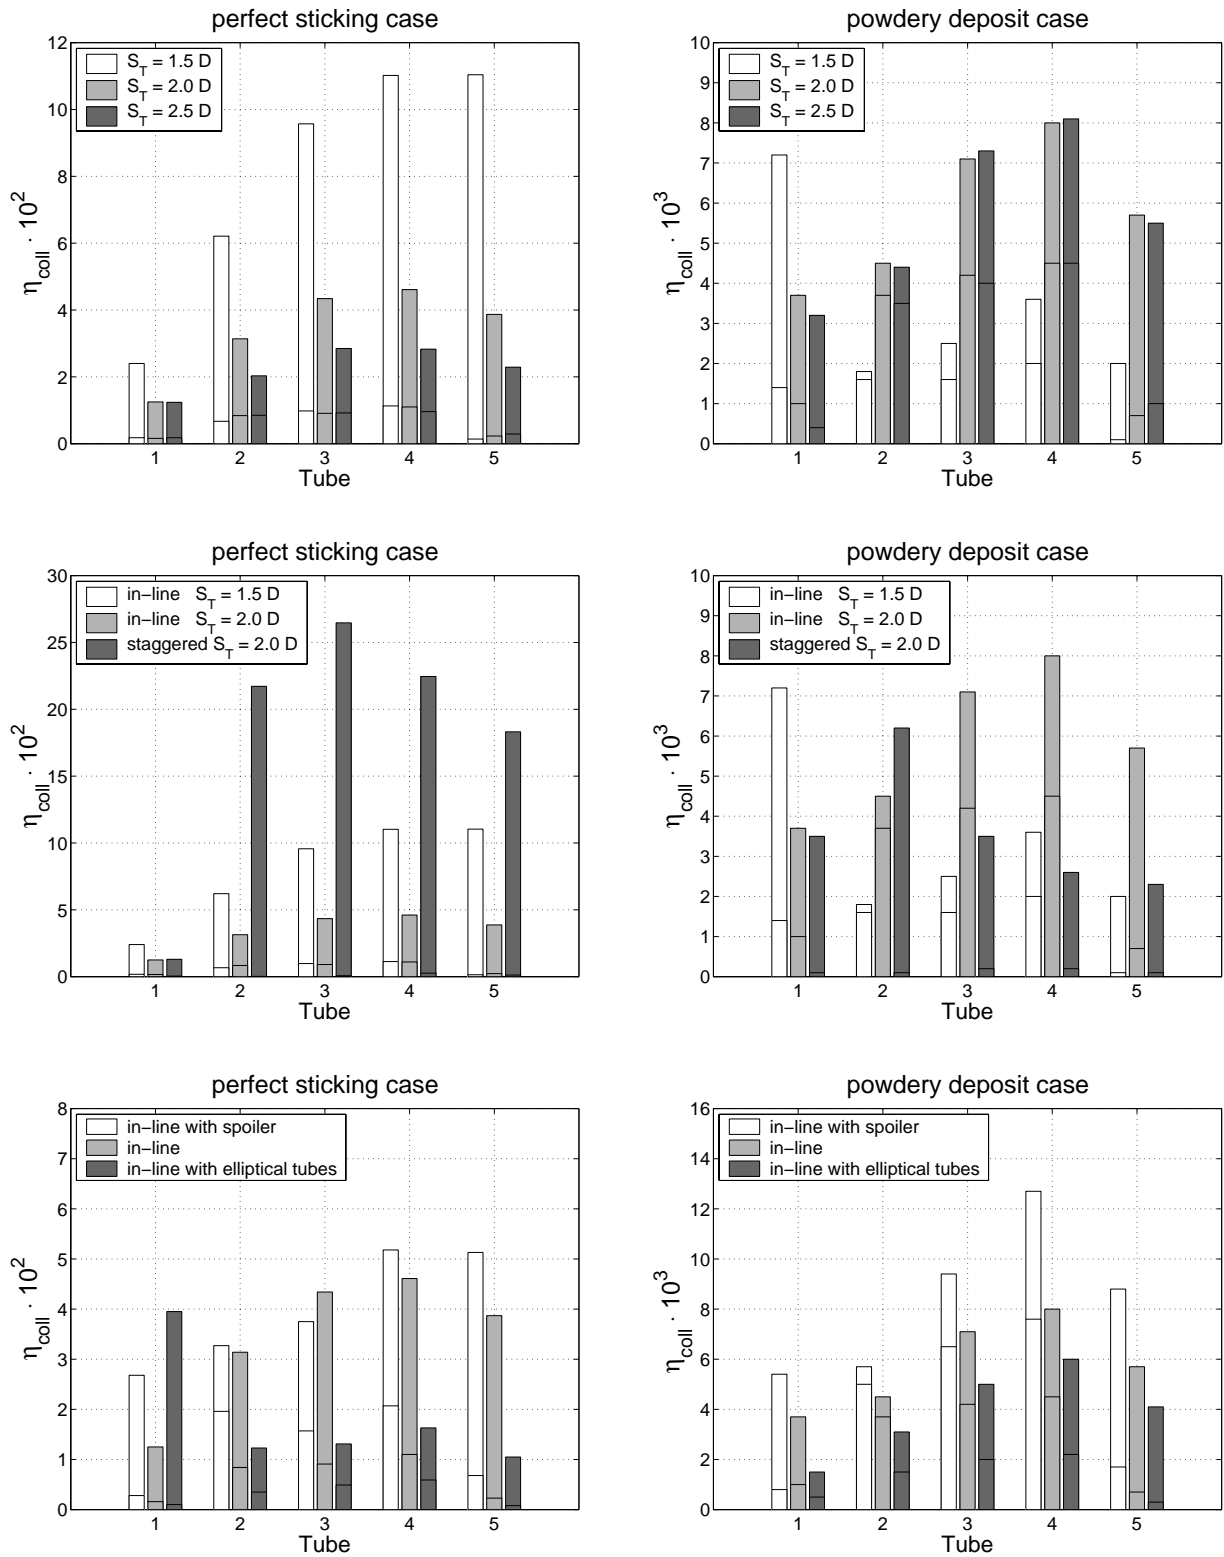 perfect sticking case
12
10
8
6
4
2
0
η_coll · 10^2
S_T = 1.5 D
S_T = 2.0 D
S_T = 2.5 D
1 2 3 4 5
Tube
powdery deposit case
10
9
8
7
6
5
4
3
2
1
0
η_coll · 10^3
S_T = 1.5 D
S_T = 2.0 D
S_T = 2.5 D
1 2 3 4 5
Tube
perfect sticking case
30
25
20
15
10
5
0
η_coll · 10^2
in−line S_T = 1.5 D
in−line S_T = 2.0 D
staggered S_T = 2.0 D
1 2 3 4 5
Tube
powdery deposit case
10
9
8
7
6
5
4
3
2
1
0
η_coll · 10^3
in−line S_T = 1.5 D
in−line S_T = 2.0 D
staggered S_T = 2.0 D
1 2 3 4 5
Tube
perfect sticking case
8
7
6
5
4
3
2
1
0
η_coll · 10^2
in−line with spoiler
in−line
in−line with elliptical tubes
1 2 3 4 5
Tube
powdery deposit case
16
14
12
10
8
6
4
2
0
η_coll · 10^3
in−line with spoiler
in−line
in−line with elliptical tubes
1 2 3 4 5
Tube